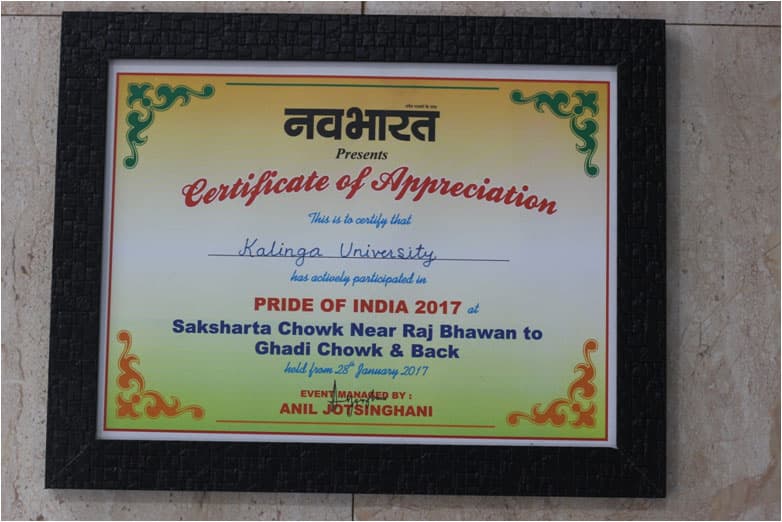 नवभारत
Presents
Certificate of Appreciation
This is to certify that
Kalinga University
has actively participated in
PRIDE OF INDIA 2017 at
Saksharta Chowk Near Raj Bhawan to
Ghadi Chowk & Back
held from 28th January 2017
EVENT MANAGED BY :
ANIL JOTSINGHANI